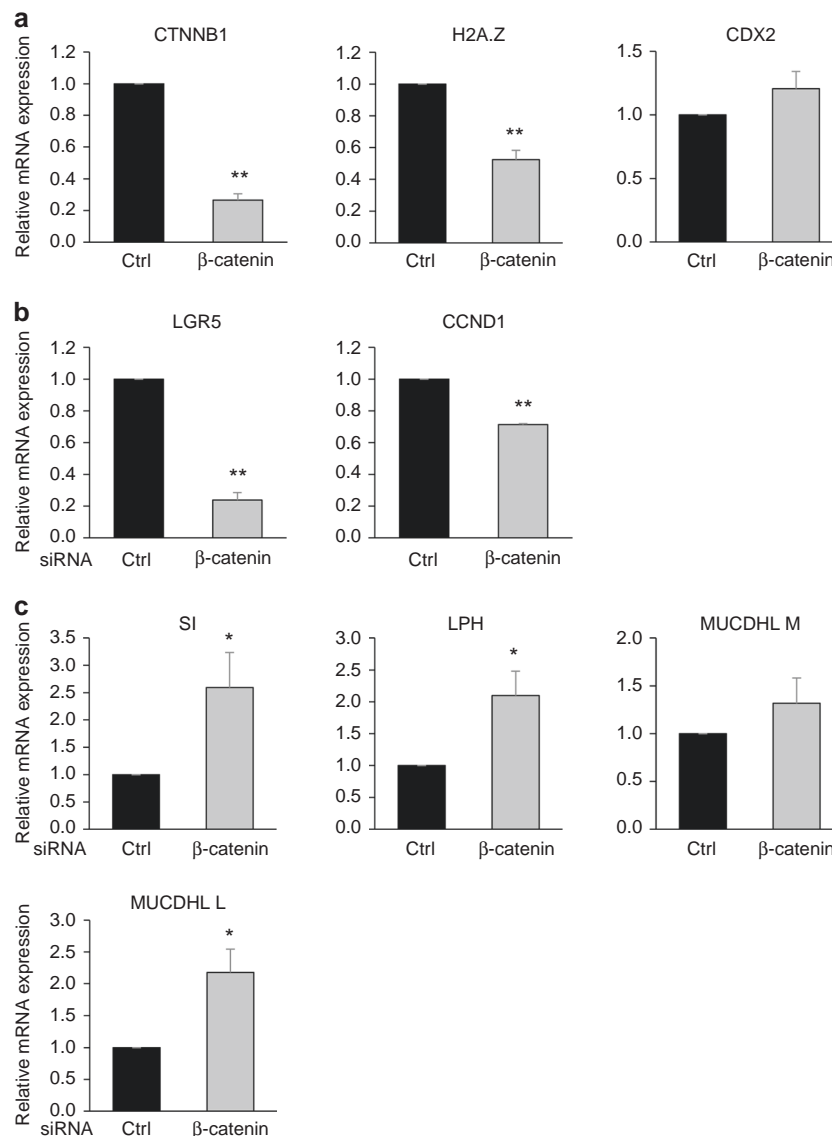 a
CTNNB1 H2A.Z CDX2
Relative mRNA expression
1.2 1.2 1.5
1.0 1.0
0.8 0.8 1.0
0.6 0.6
0.4 0.4 0.5
0.2 0.2
0.0 0.0 0.0
** **
Ctrl β-catenin Ctrl β-catenin Ctrl β-catenin
b
LGR5 CCND1
Relative mRNA expression
1.2 1.2
1.0 1.0
0.8 0.8
0.6 0.6
0.4 0.4
0.2 0.2
0.0 0.0
** **
siRNA Ctrl β-catenin Ctrl β-catenin
c
SI LPH MUCDHL M
Relative mRNA expression
3.5 3.0 2.0
3.0 2.5
2.5 2.0 1.5
2.0 1.5 1.0
1.5 1.0
1.0 0.5 0.5
0.5
0.0 0.0 0.0
* *
siRNA Ctrl β-catenin Ctrl β-catenin Ctrl β-catenin
MUCDHL L
Relative mRNA expression
3.0
2.5
2.0
1.5
1.0
0.5
0.0
*
siRNA Ctrl β-catenin